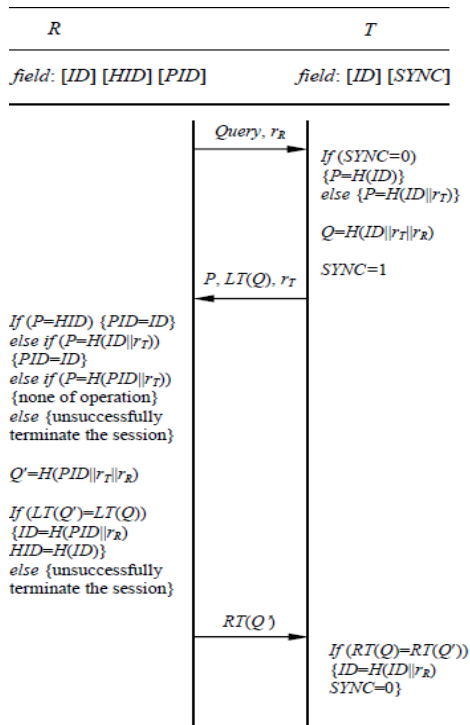 R
T
field: [ID] [HID] [PID]
field: [ID] [SYNC]
Query, rR
If (SYNC=0)
{P=H(ID)}
else {P=H(ID||rT)}
Q=H(ID||rT||rR)
SYNC=1
P, LT(Q), rT
If (P=HID) {PID=ID}
else if (P=H(ID||rT))
{PID=ID}
else if (P=H(PID||rT))
{none of operation}
else {unsuccessfully
terminate the session}
Q'=H(PID||rT||rR)
If (LT(Q')=LT(Q))
{ID=H(PID||rR)
HID=H(ID)}
else {unsuccessfully
terminate the session}
RT(Q')
If (RT(Q)=RT(Q'))
{ID=H(ID||rR)
SYNC=0}